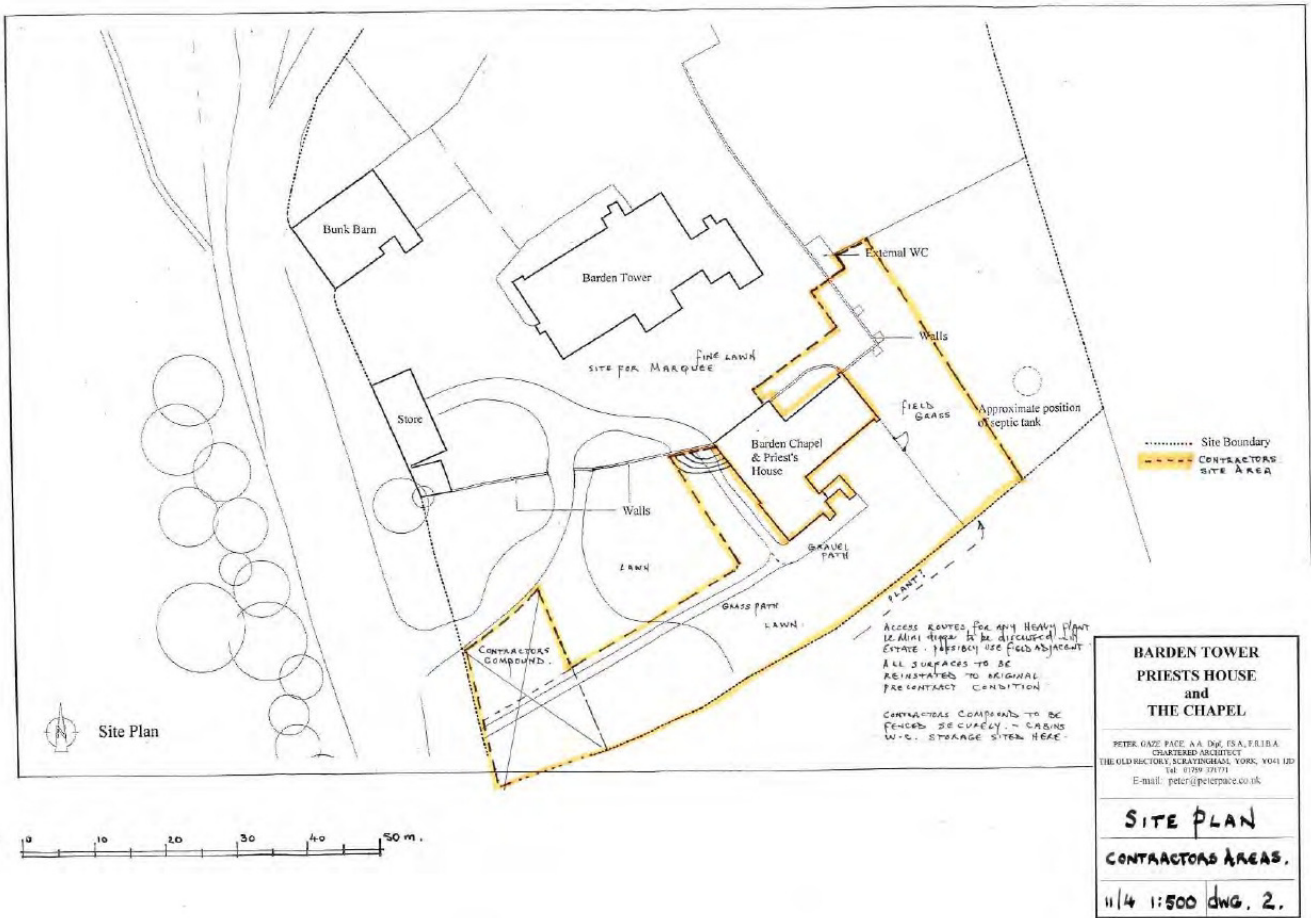 Bunk Barn
Barden Tower
External WC
Walls
FINE LAWN
SITE FOR MARQUEE
Store
FIELD
GRASS
Approximate position
of septic tank
Barden Chapel
& Priest's
House
Site Boundary
CONTRACTORS
SITE AREA
Walls
LAWN
GRAVEL
PATH
GRASS PATH
LAWN.
PLANT?
CONTRACTORS
COMPOUND.
ACCESS ROUTES FOR ANY HEAVY PLANT
IE MINI digger to be discussed
ESTATE. POSSIBLY USE FIELD ADJACENT
ALL SURFACES TO BE
REINSTATED TO ORIGINAL
PRECONTRACT CONDITION
CONTRACTORS COMPOUND TO BE
FENCED SECURELY. - CABINS
W.C. STORAGE SITED HERE.
N
Site Plan
0 10 20 30 40 50 m.
BARDEN TOWER
PRIESTS HOUSE
and
THE CHAPEL
PETER GAZE PACE, A.A. Dipl, F.S.A., F.R.I.B.A.
CHARTERED ARCHITECT
THE OLD RECTORY, SCRAYINGHAM, YORK,
Tel:
E-mail: peter@peterpace.co.uk
SITE PLAN
CONTRACTORS AREAS.
11/4 1:500 dwg. 2.